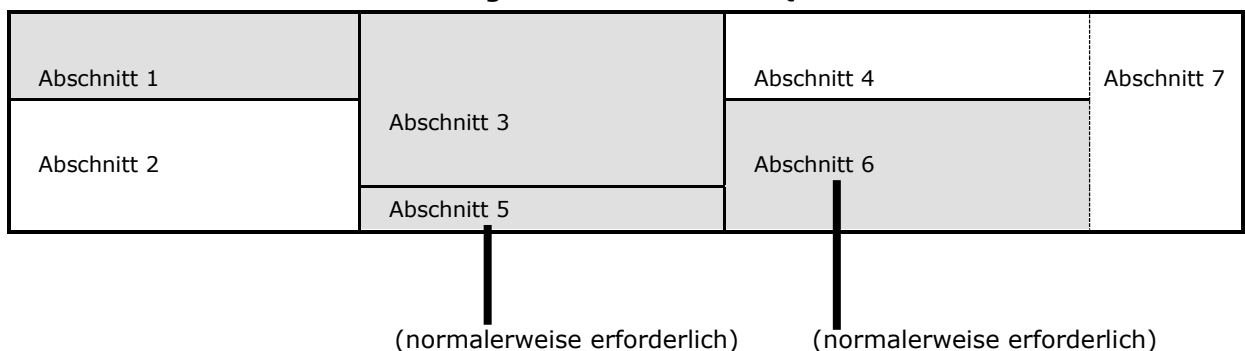 Abschnitt 1
Abschnitt 2
Abschnitt 3
Abschnitt 5
Abschnitt 4
Abschnitt 6
Abschnitt 7
(normalerweise erforderlich)
(normalerweise erforderlich)